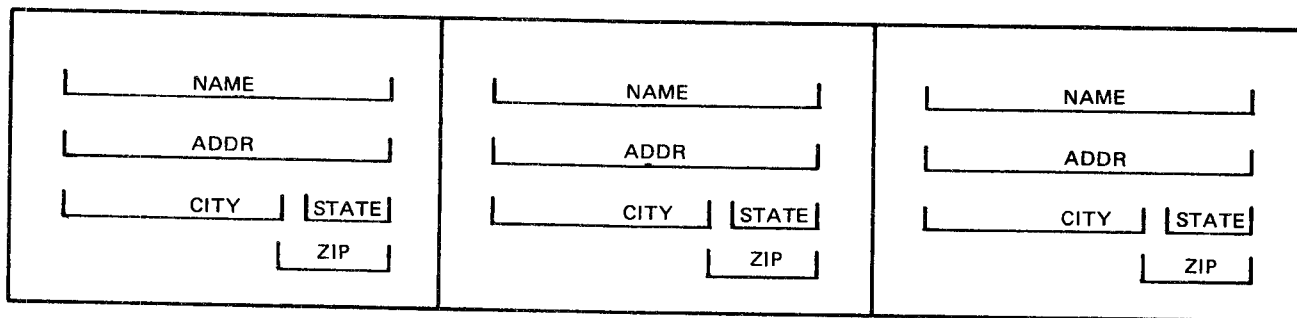 NAME NAME NAME
ADDR ADDR ADDR
CITY STATE CITY STATE CITY STATE
ZIP ZIP ZIP